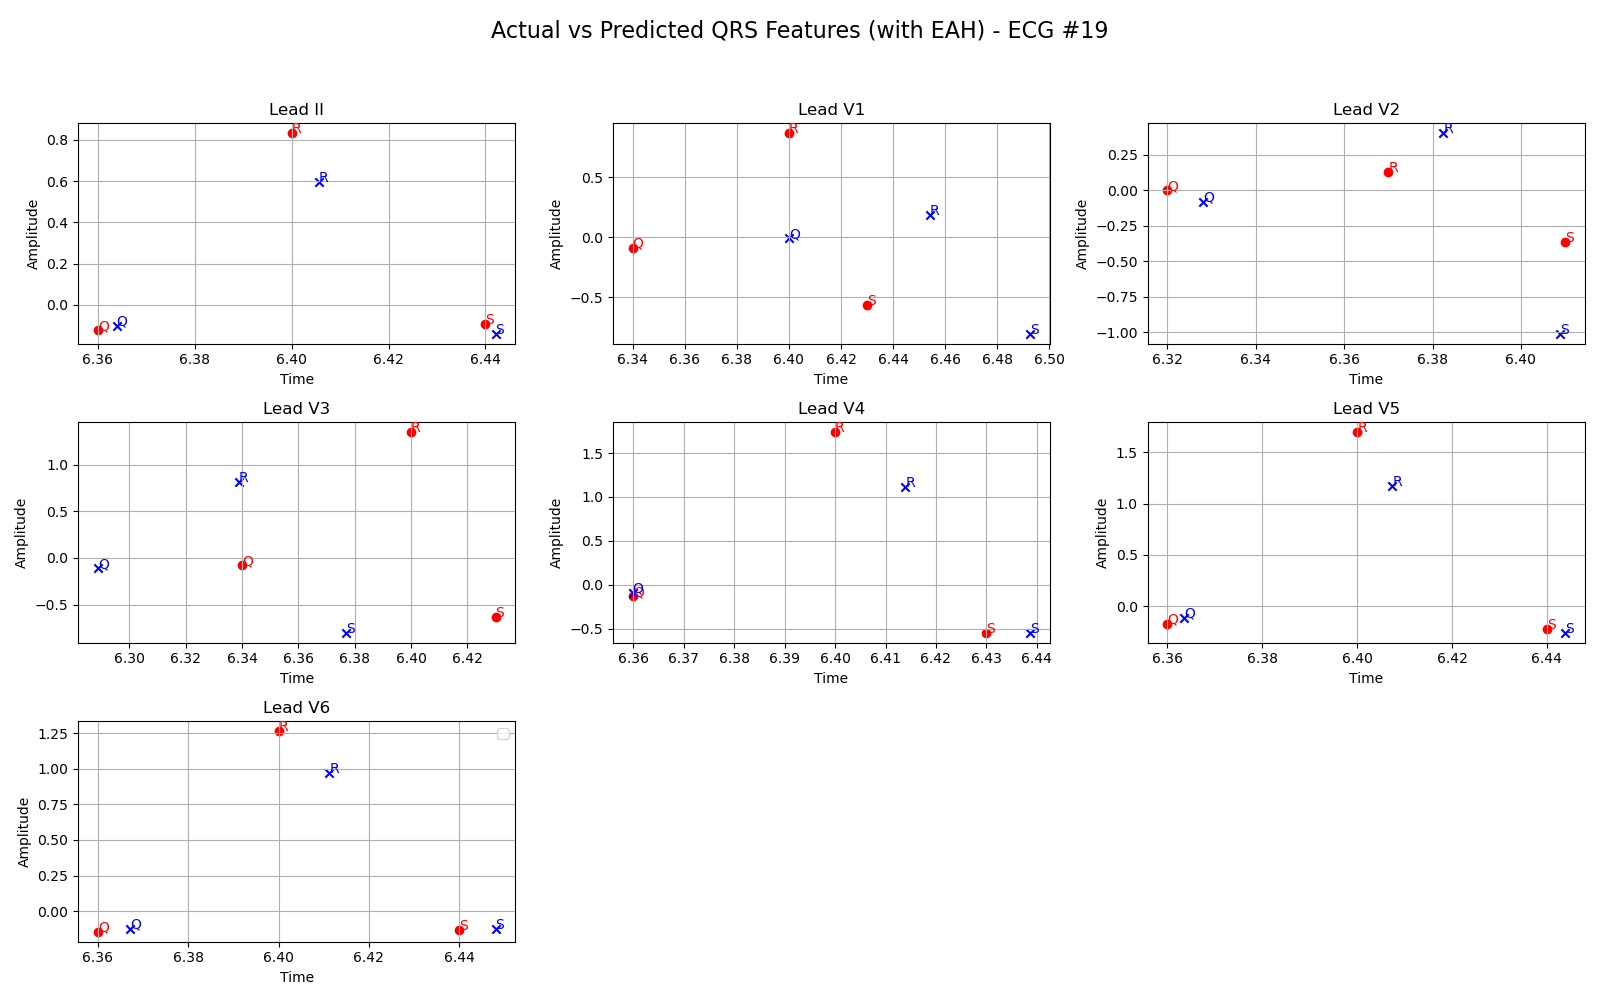 Actual vs Predicted QRS Features (with EAH) - ECG #19
Lead II
Amplitude
0.8
0.6
0.4
0.2
0.0
R
R
Q
Q
S
S
6.36 6.38 6.40 6.42 6.44
Time
Lead V1
Amplitude
0.5
0.0
−0.5
R
R
Q
Q
S
S
6.34 6.36 6.38 6.40 6.42 6.44 6.46 6.48 6.50
Time
Lead V2
Amplitude
0.25
0.00
−0.25
−0.50
−0.75
−1.00
R
R
Q
Q
S
S
6.32 6.34 6.36 6.38 6.40
Time
Lead V3
Amplitude
1.0
0.5
0.0
−0.5
R
R
Q
Q
S
S
6.30 6.32 6.34 6.36 6.38 6.40 6.42
Time
Lead V4
Amplitude
1.5
1.0
0.5
0.0
−0.5
R
R
Q
Q
S
S
6.36 6.37 6.38 6.39 6.40 6.41 6.42 6.43 6.44
Time
Lead V5
Amplitude
1.5
1.0
0.5
0.0
R
R
Q
Q
S
S
6.36 6.38 6.40 6.42 6.44
Time
Lead V6
Amplitude
1.25
1.00
0.75
0.50
0.25
0.00
R
R
Q
Q
S
S
6.36 6.38 6.40 6.42 6.44
Time